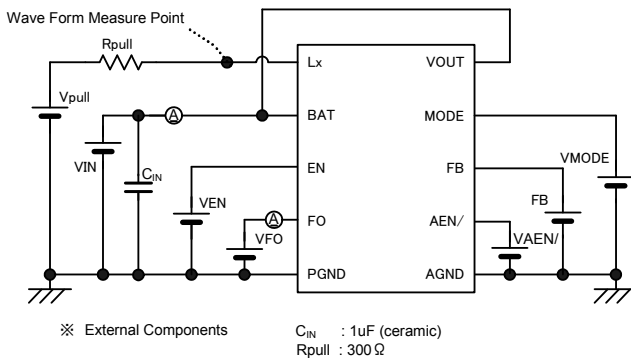 Wave Form Measure Point
Rpull
Lx
VOUT
Vpull
A
BAT
MODE
VIN
CIN
EN
FB
VMODE
VEN
A
FO
FB
AEN/
VFO
VAEN/
PGND
AGND
※ External Components
CIN : 1uF (ceramic)
Rpull : 300Ω